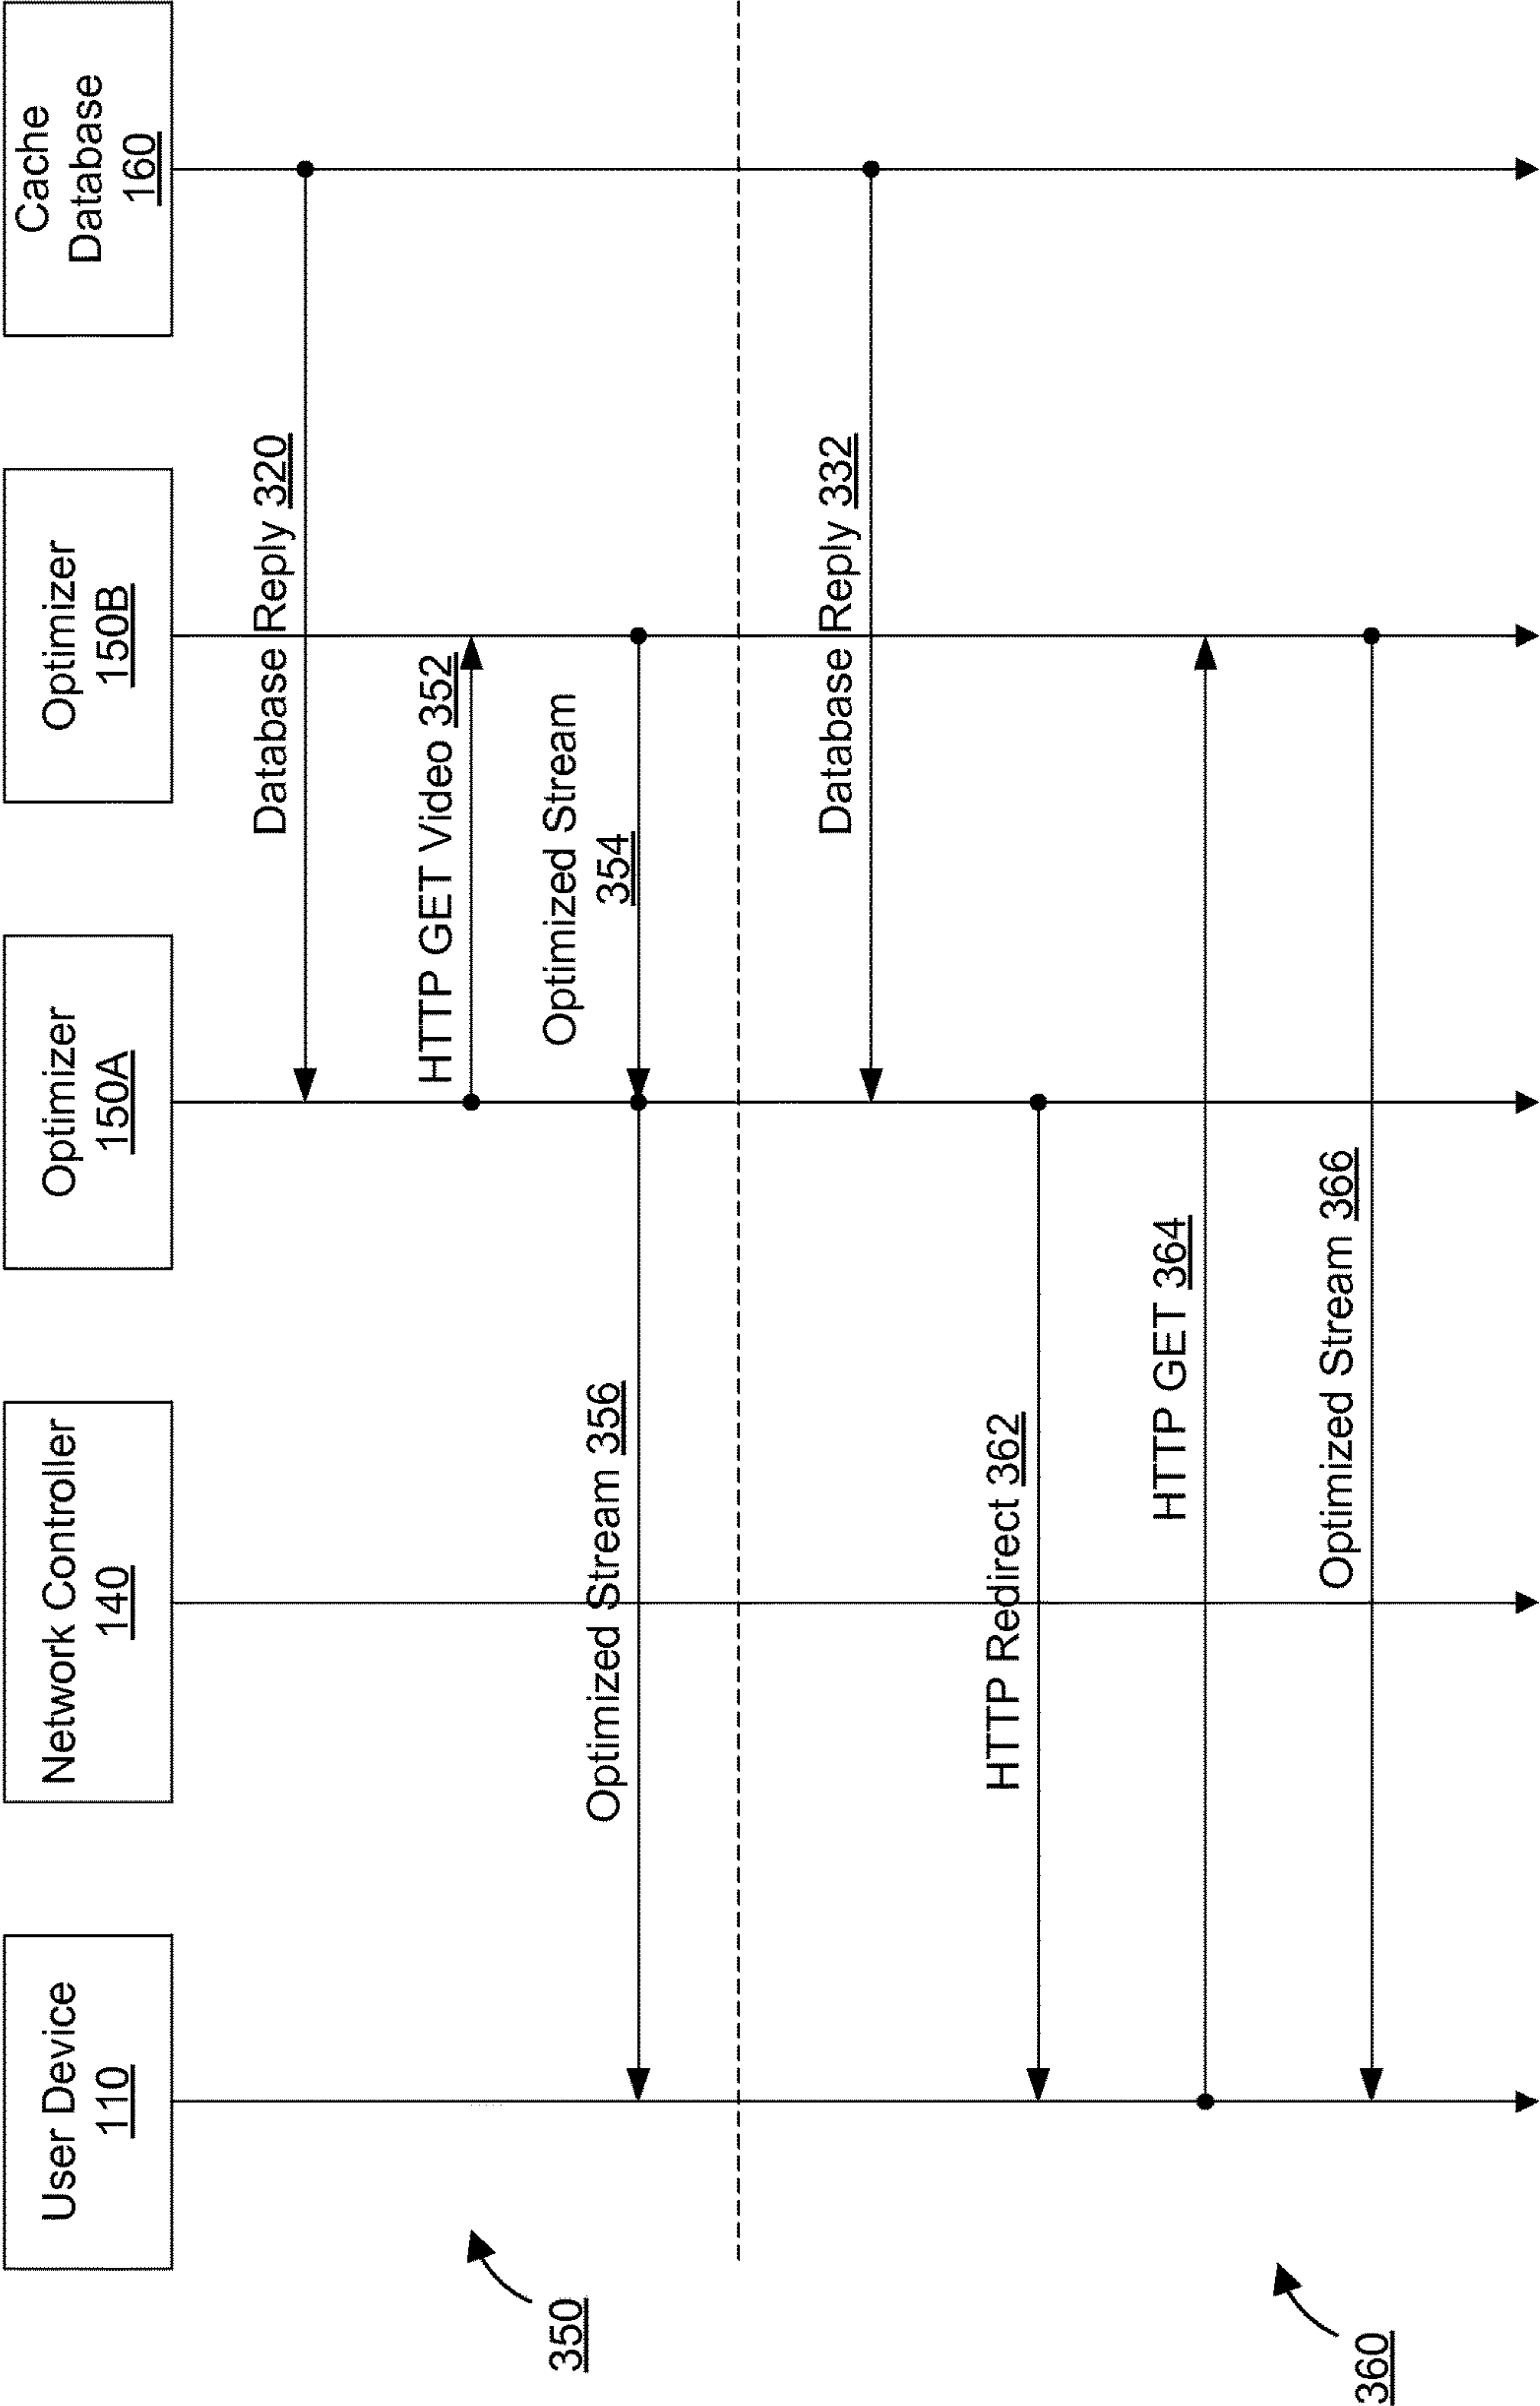 User Device
110
Network Controller
140
Optimizer
150A
Optimizer
150B
Cache
Database
160
Database Reply 320
HTTP GET Video 352
Optimized Stream
354
Optimized Stream 356
350
Database Reply 332
HTTP Redirect 362
HTTP GET 364
Optimized Stream 366
360